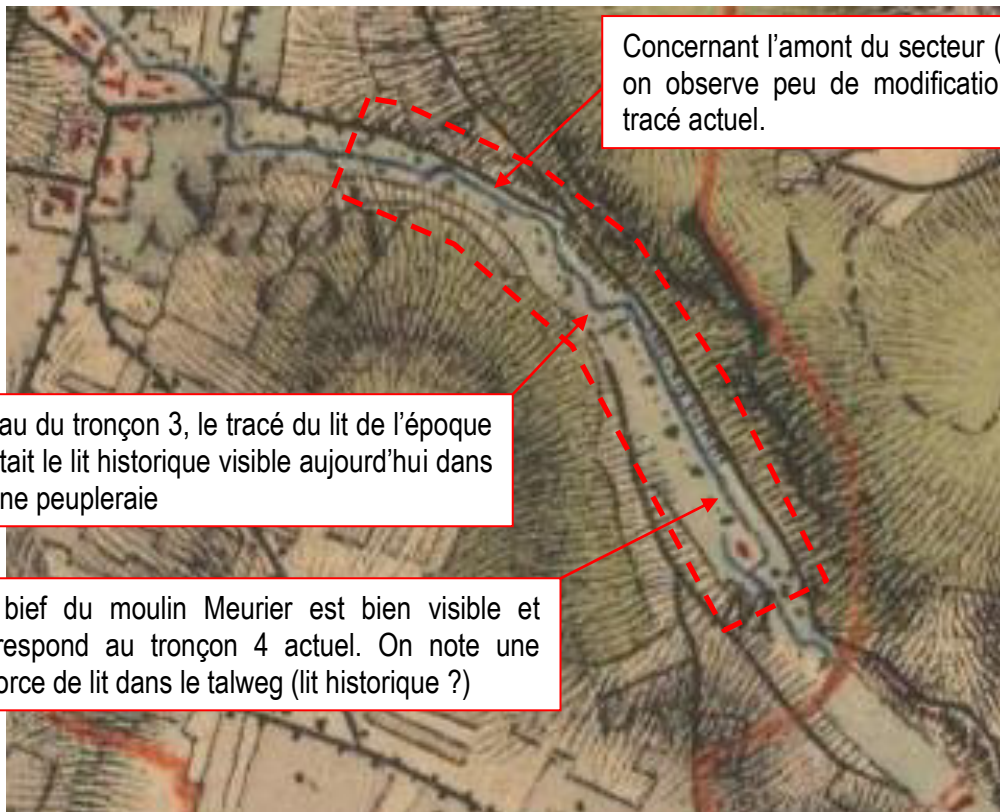 Concernant l’amont du secteur (
on observe peu de modificatio
tracé actuel.
au du tronçon 3, le tracé du lit de l’époque
tait le lit historique visible aujourd’hui dans
ne peupleraie
bief du moulin Meurier est bien visible et
respond au tronçon 4 actuel. On note une
orce de lit dans le talweg (lit historique ?)